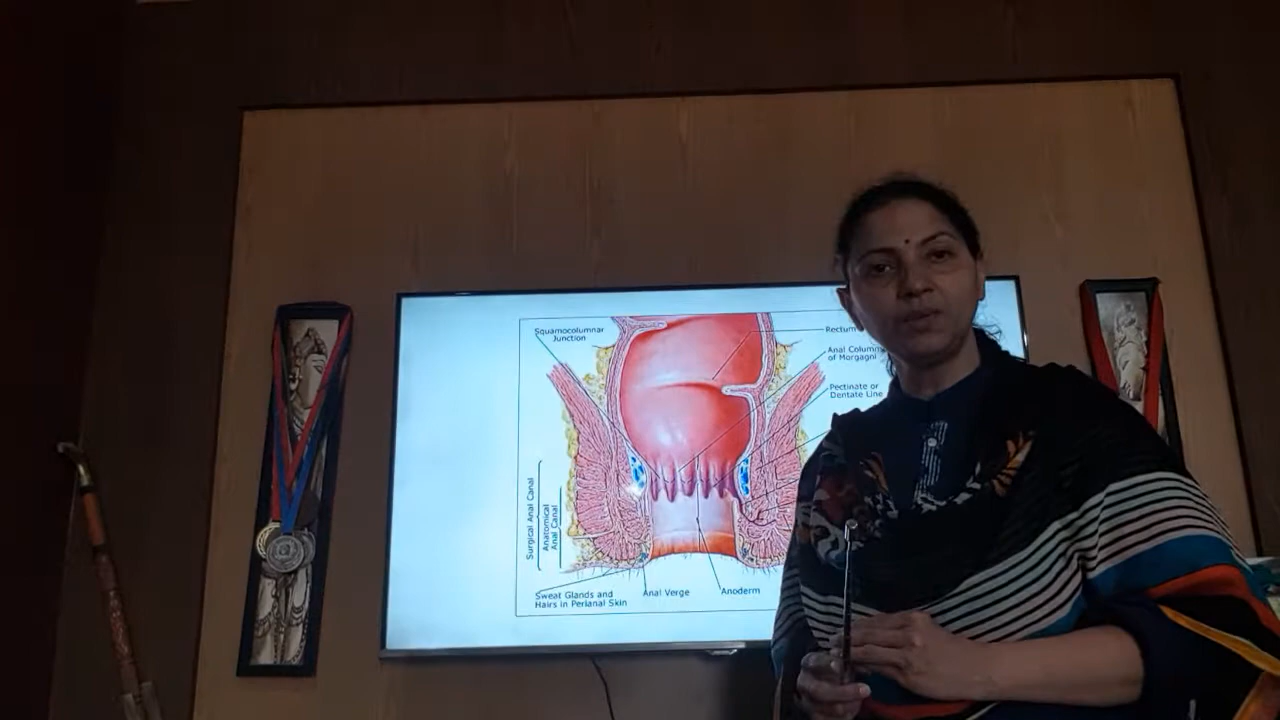 Squamocolumnar
Junction
Rectum
Anal Column
of Morgagni
Pectinate or
Dentate Line
Surgical Anal Canal
Anatomical
Anal Canal
Sweat Glands and
Hairs in Perianal Skin
Anal Verge
Anoderm